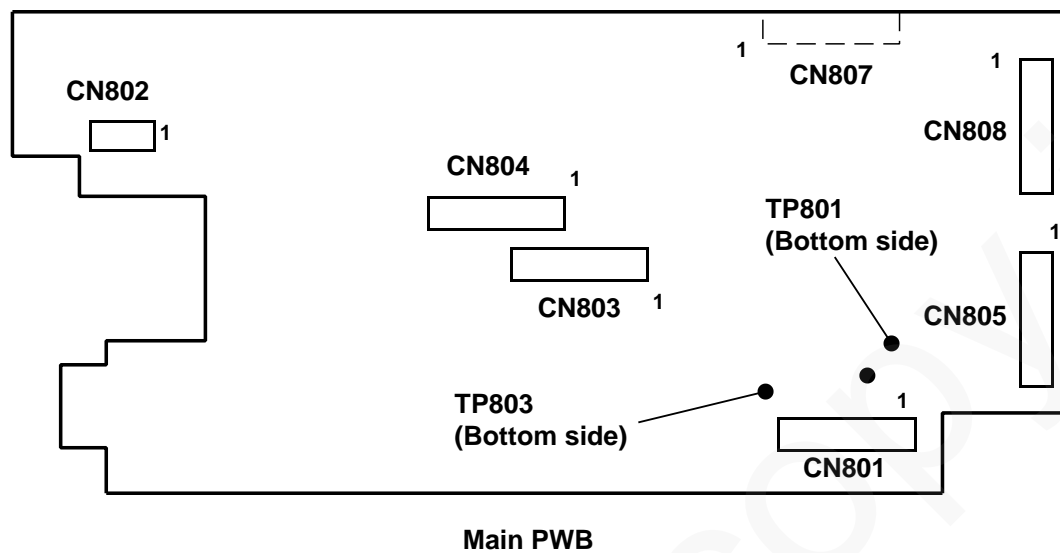 1
CN807
1
CN802
1
CN808
CN804
1
TP801
(Bottom side)
1
CN803
1
CN805
TP803
(Bottom side)
1
CN801
Main PWB